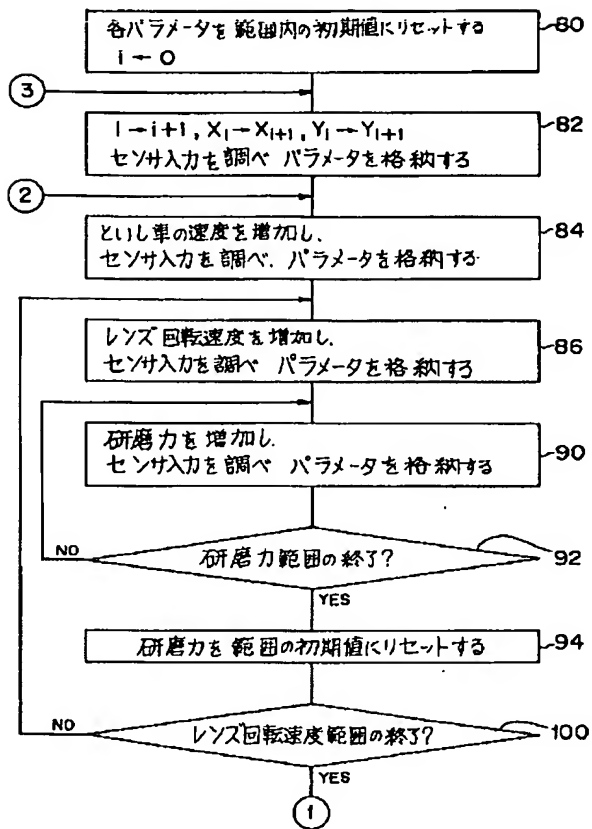 各パラメータを範囲内の初期値にリセットする
i ← 0
80
3
I → i+1, Xi → Xi+1, Yi → Yi+1
センサ入力を調べ パラメータを格納する
82
2
といし車の速度を増加し、
センサ入力を調べ、パラメータを格納する
84
レンズ回転速度を増加し、
センサ入力を調べ パラメータを格納する
86
研磨力を増加し、
センサ入力を調べ パラメータを格納する
90
NO
研磨力範囲の終了?
92
YES
研磨力を範囲の初期値にリセットする
94
NO
レンズ回転速度範囲の終了?
100
YES
1